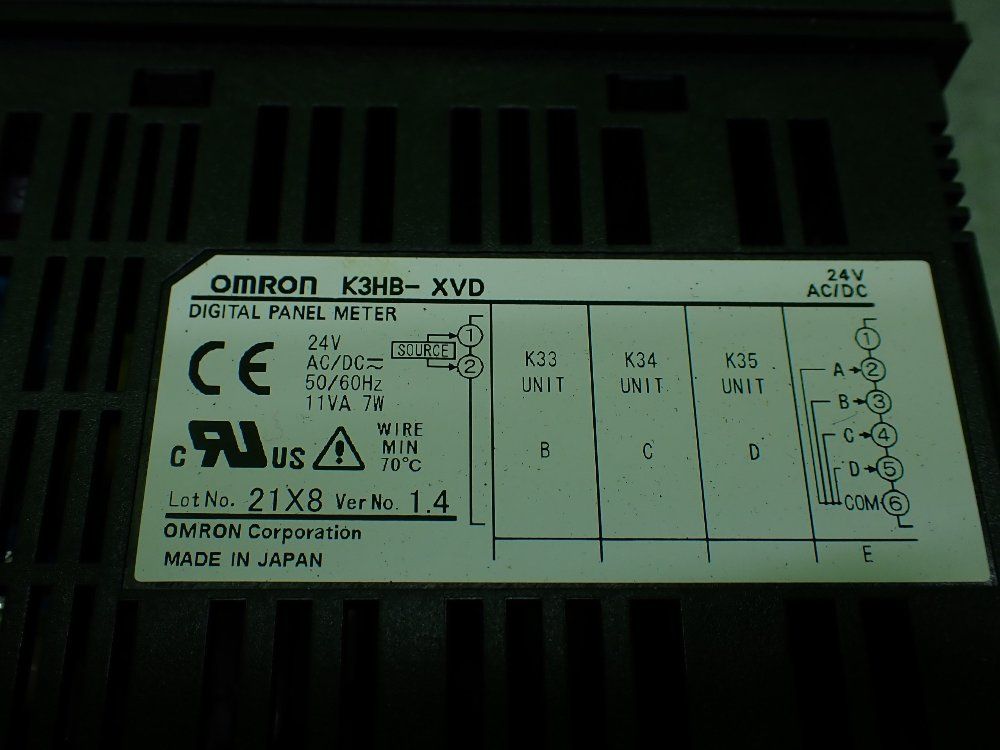 OMRON K3HB-XVD
24V
AC/DC
DIGITAL PANEL METER
CE
24V
AC/DC
50/60Hz
11VA 7W
SOURCE
1
2
c RU US
WIRE
MIN
70°C
Lot No. 21X8 Ver No. 1.4
OMRON Corporation
MADE IN JAPAN
K33
UNIT
B
K34
UNIT
C
K35
UNIT
D
1
A 2
B 3
C 4
D 5
COM 6
E